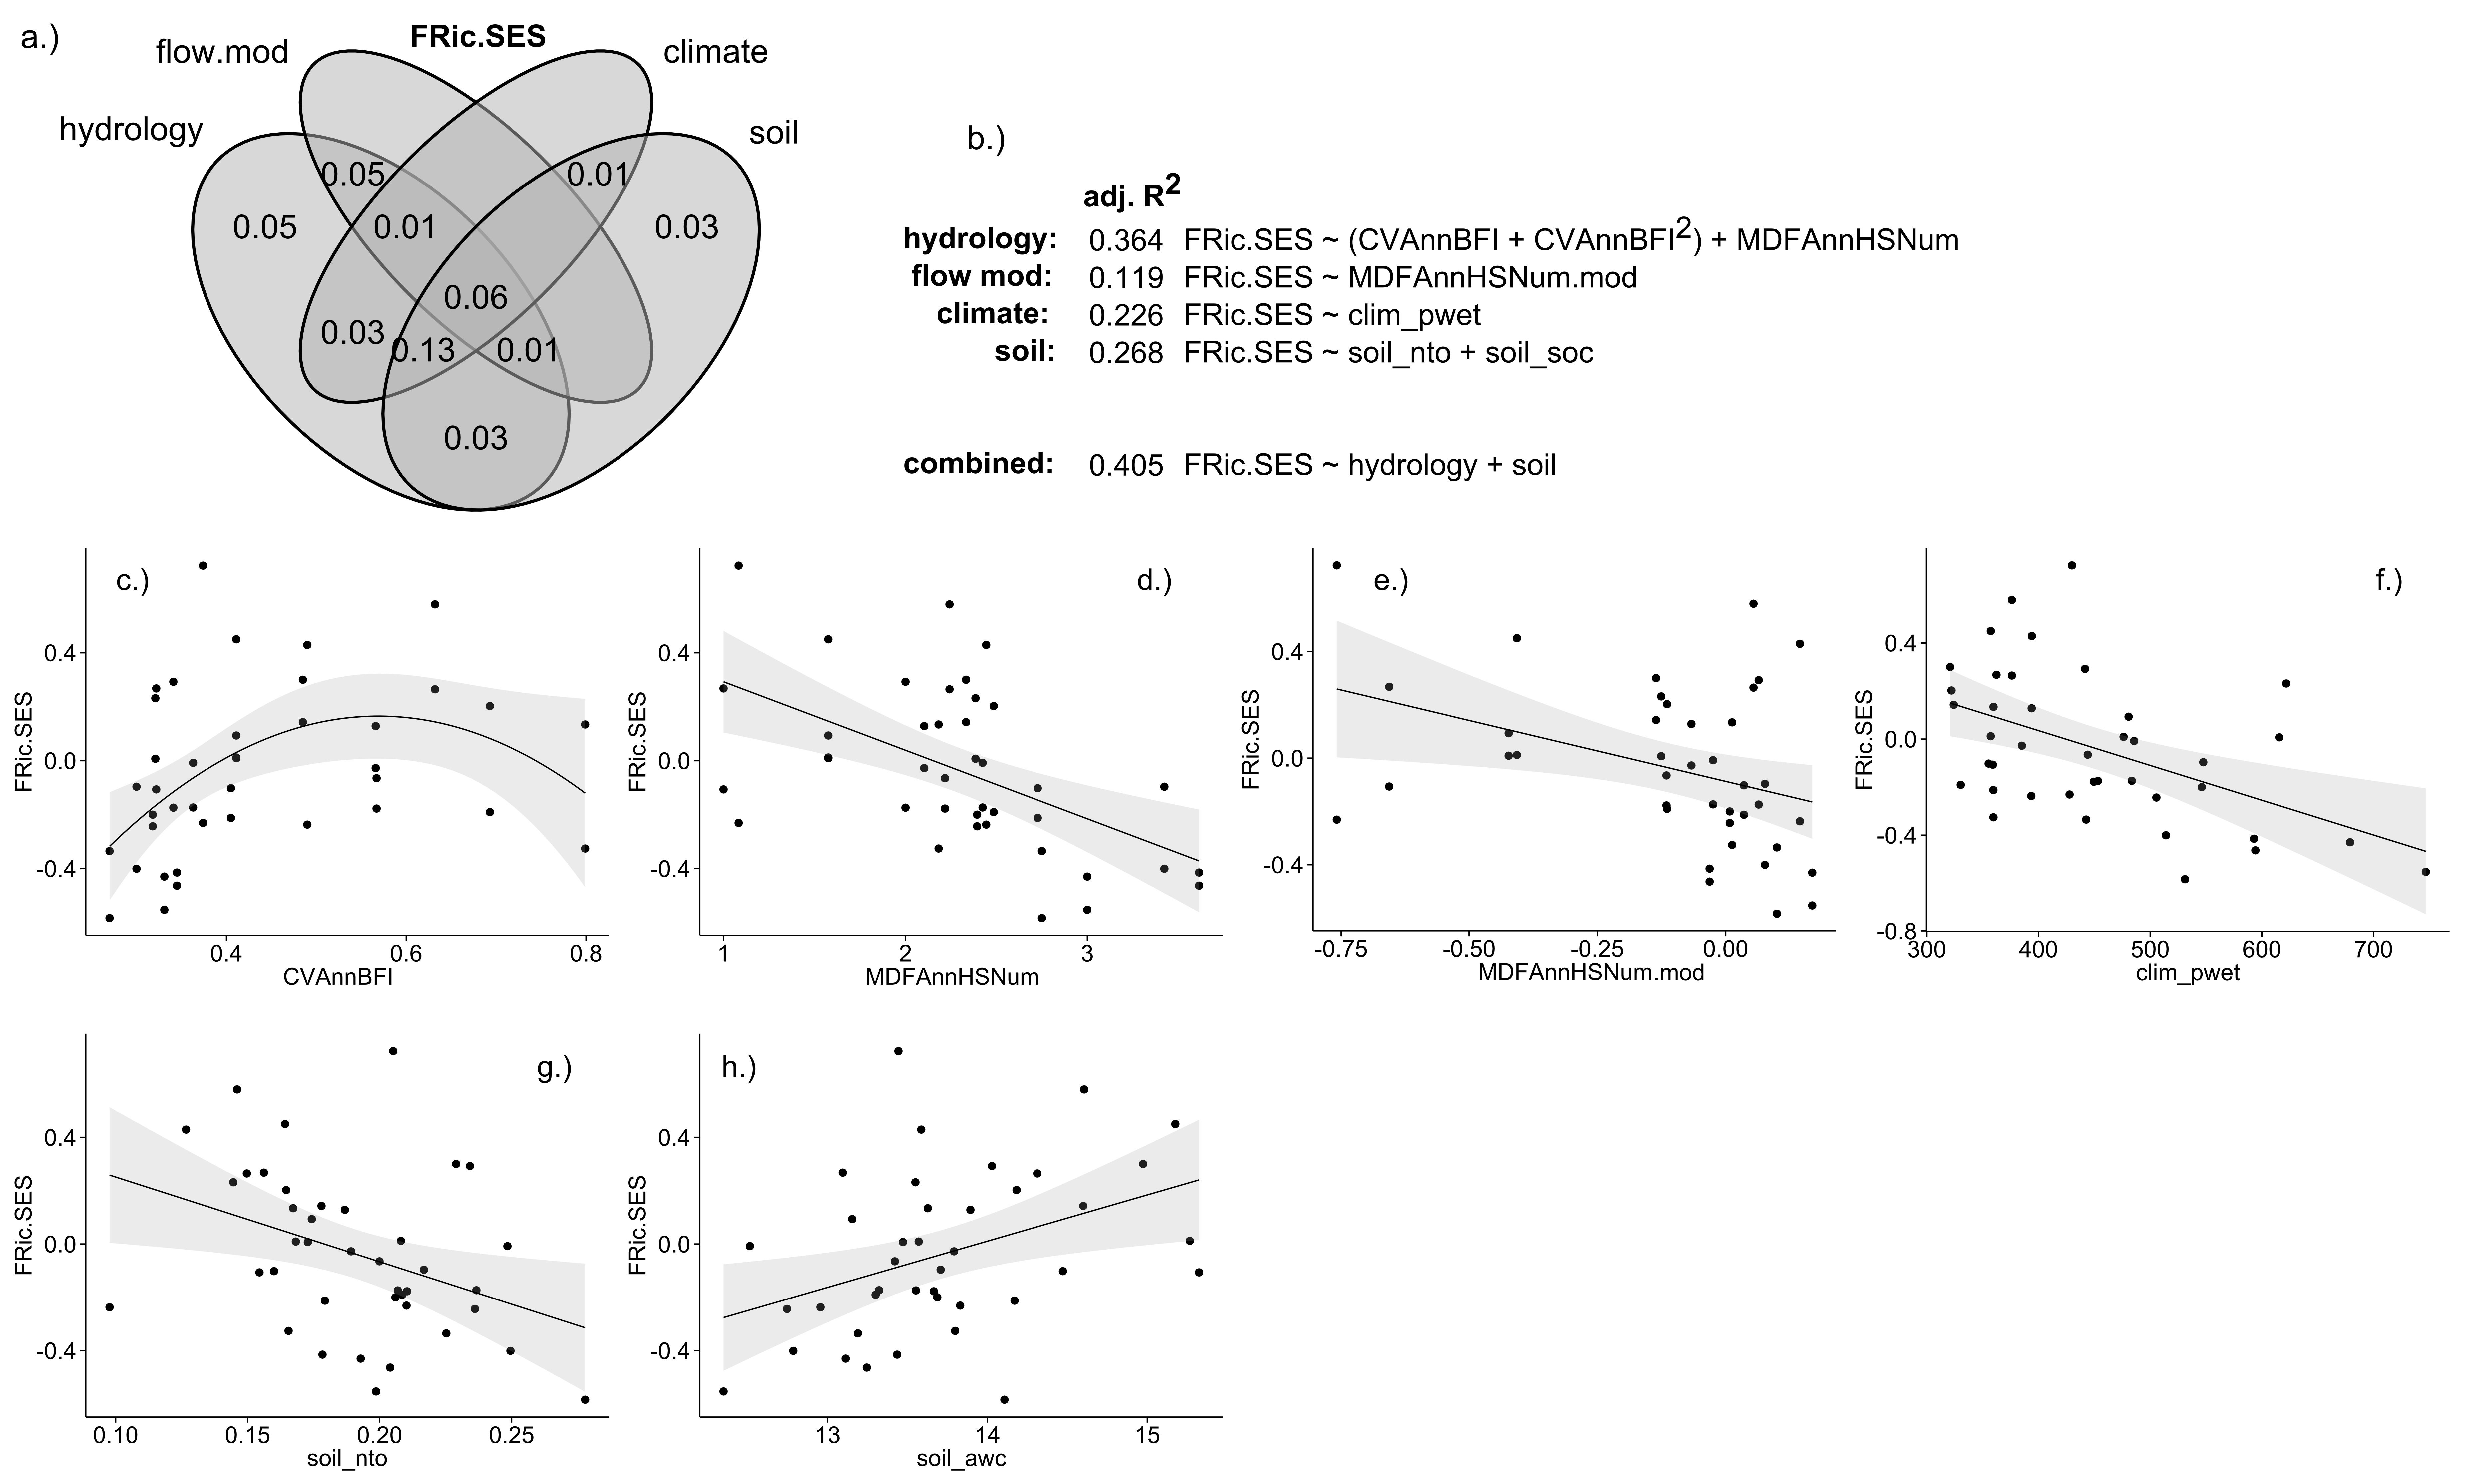 a.)
FRic.SES
flow.mod
climate
hydrology
soil
0.05
0.01
0.05
0.01
0.03
0.06
0.03
0.13
0.01
0.03
b.)
adj. R2
hydrology: 0.364 FRic.SES ~ (CVAnnBFI + CVAnnBFI2) + MDFAnnHSNum
flow mod: 0.119 FRic.SES ~ MDFAnnHSNum.mod
climate: 0.226 FRic.SES ~ clim_pwet
soil: 0.268 FRic.SES ~ soil_nto + soil_soc
combined: 0.405 FRic.SES ~ hydrology + soil
c.)
FRic.SES
0.4
0.0
-0.4
0.4 0.6 0.8
CVAnnBFI
d.)
FRic.SES
0.4
0.0
-0.4
1 2 3
MDFAnnHSNum
e.)
FRic.SES
0.4
0.0
-0.4
-0.75 -0.50 -0.25 0.00
MDFAnnHSNum.mod
f.)
FRic.SES
0.4
0.0
-0.4
-0.8
300 400 500 600 700
clim_pwet
g.)
FRic.SES
0.4
0.0
-0.4
0.10 0.15 0.20 0.25
soil_nto
h.)
FRic.SES
0.4
0.0
-0.4
13 14 15
soil_awc